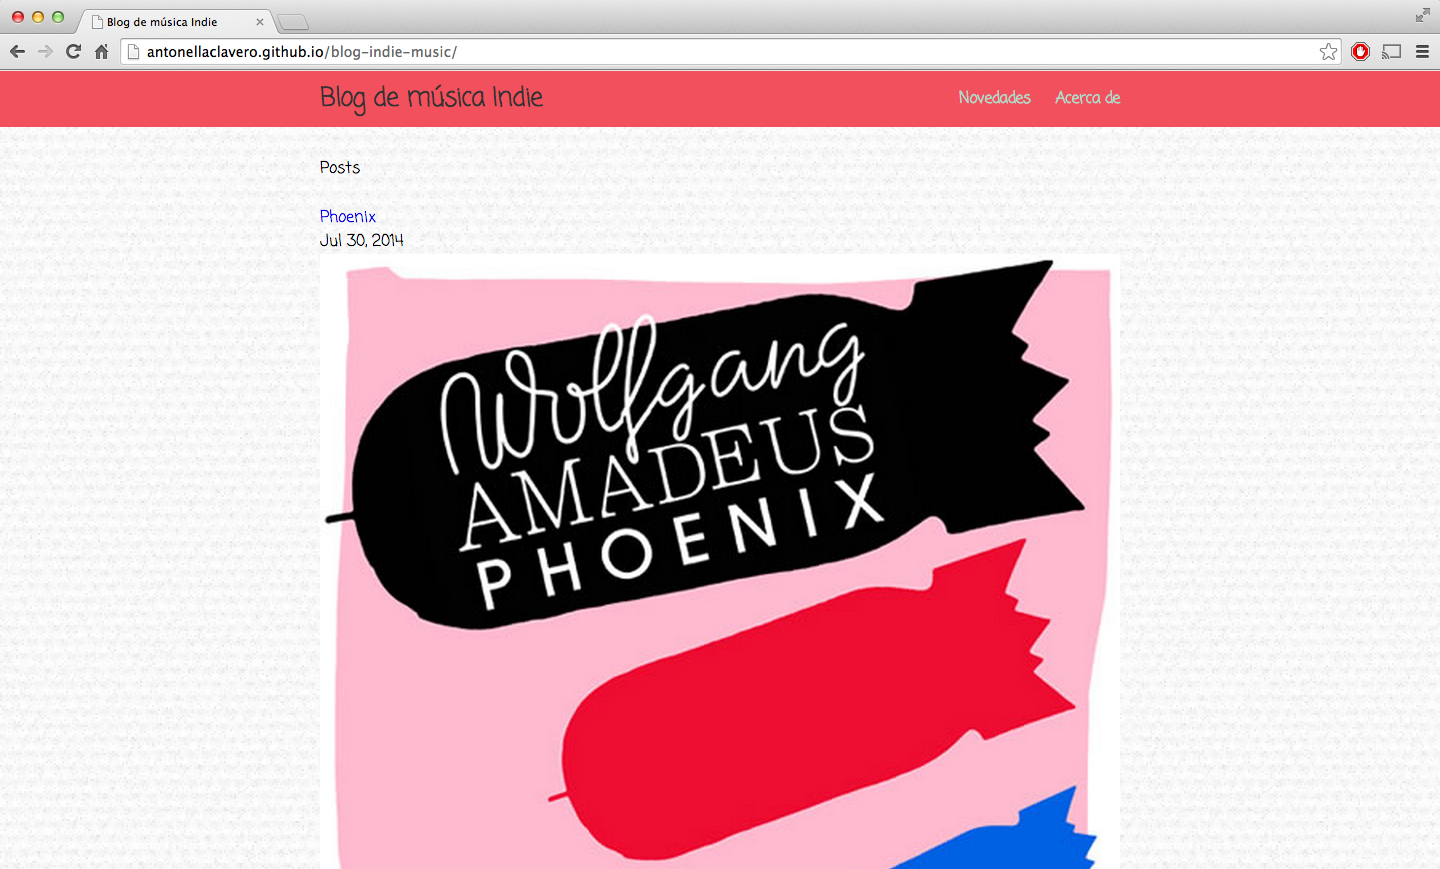 Blog de música Indie
antonellaclavero.github.io/blog-indie-music/
Blog de música Indie
Novedades Acerca de
Posts
Phoenix
Jul 30, 2014
Wolfgang
AMADEUS
PHOENIX